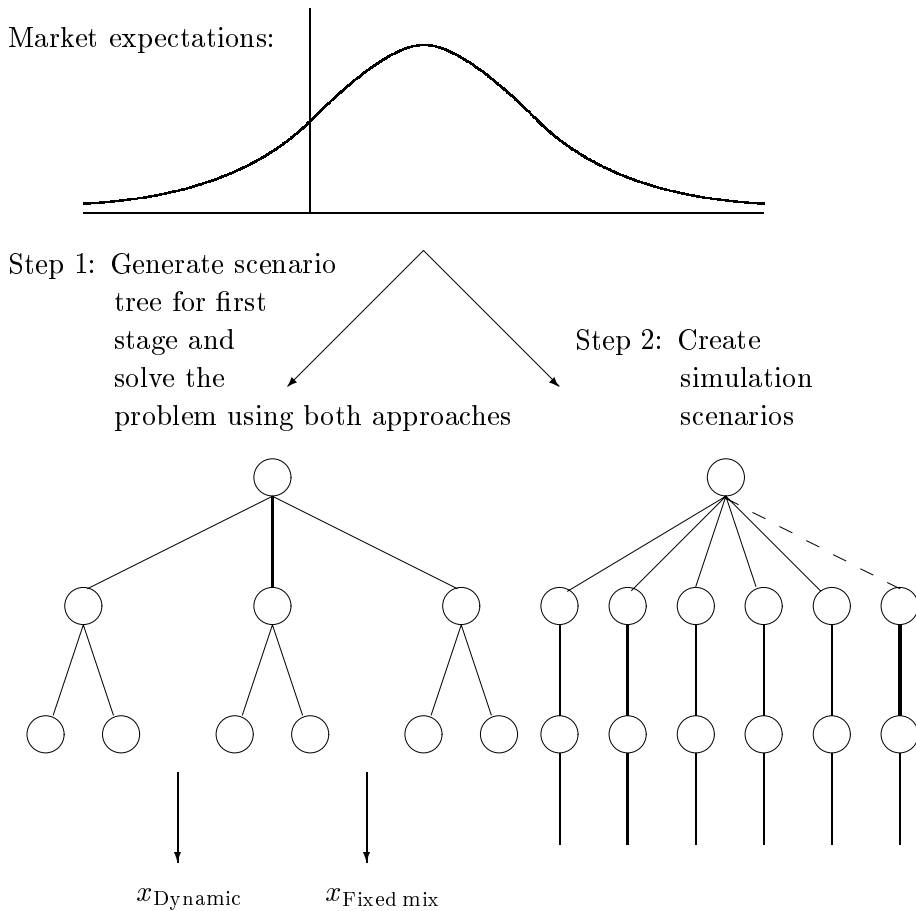 Market expectations:
Step 1: Generate scenario
tree for first
stage and
solve the
problem using both approaches
Step 2: Create
simulation
scenarios
x_Dynamic
x_Fixed mix